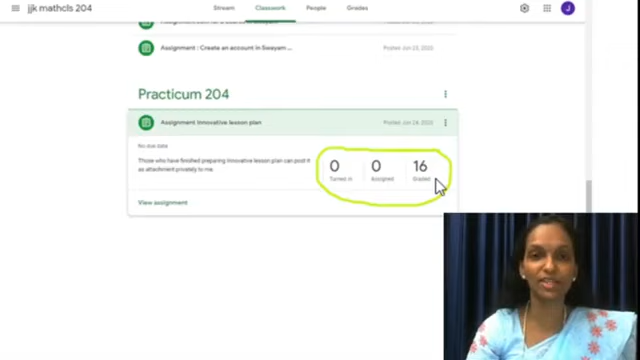 jjk mathcls 204
Stream Classwork People Grades
J
Assignment : Create an account in Swayam ... Posted Jun 23, 2020
Practicum 204
Assignment Innovative lesson plan
No due date
Those who have finished preparing innovative lesson plan can post it
as attachment privately to me
0 0 16
Turned in Assigned Graded
View assignment